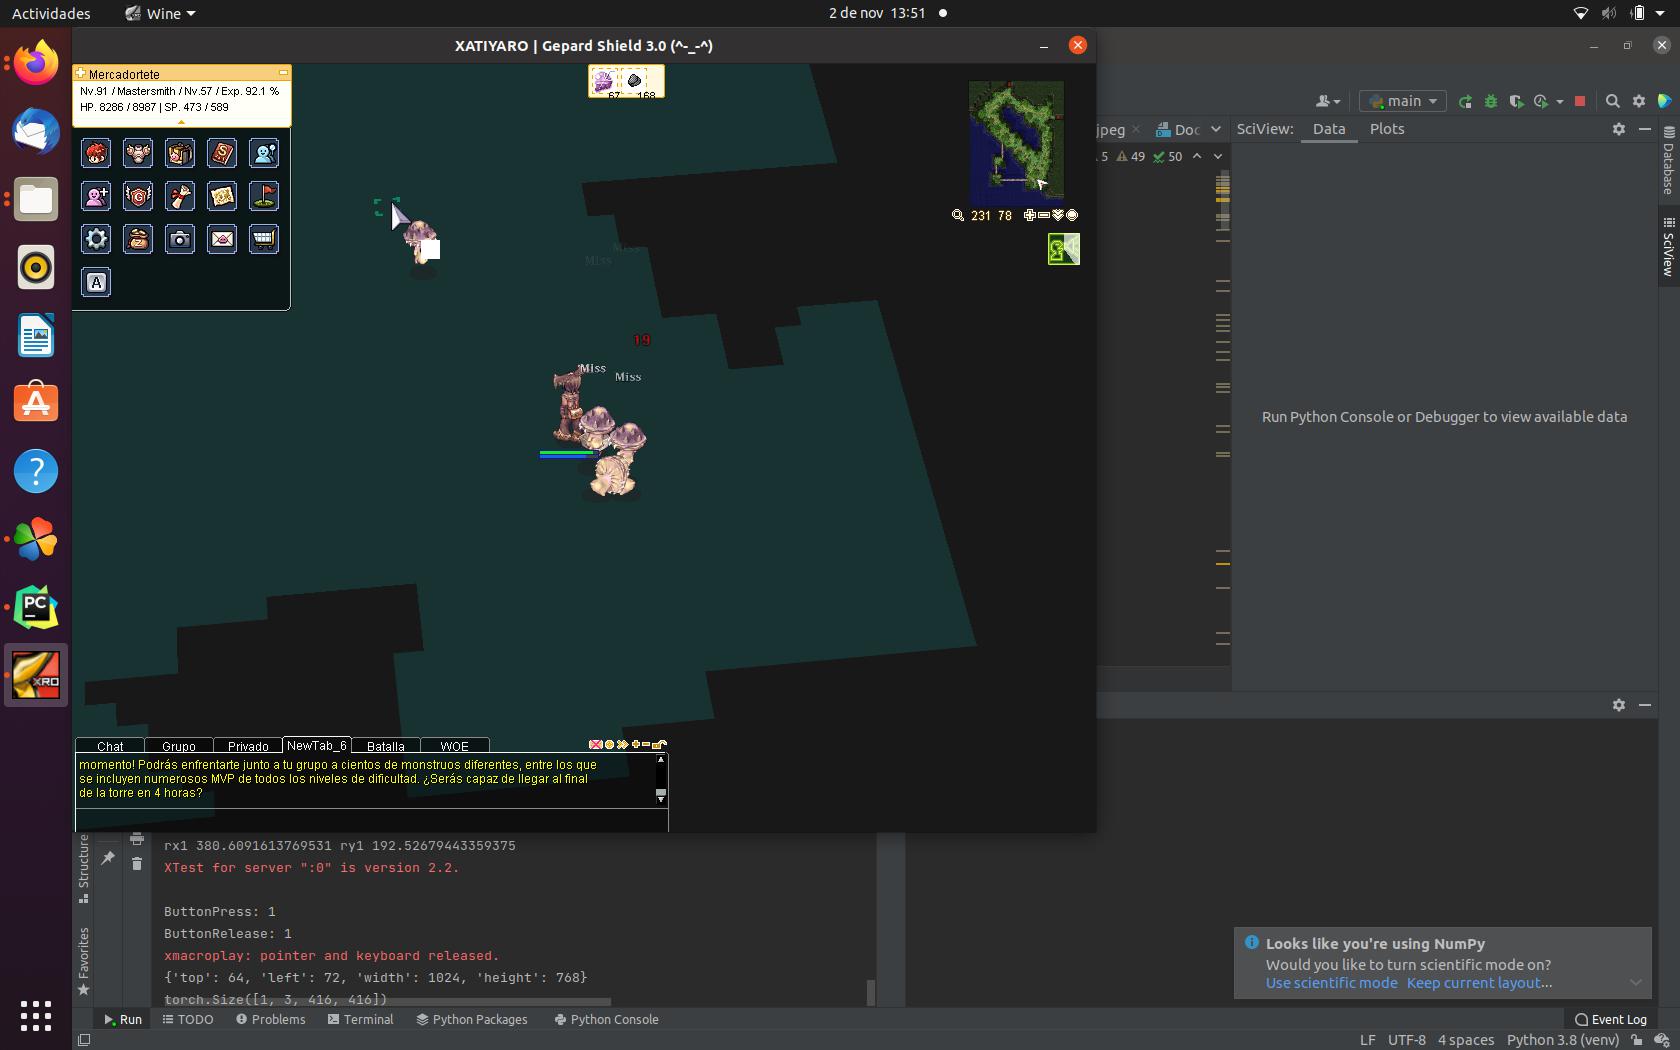 Actividades
Wine
2 de nov 13:51
XATIYARO | Gepard Shield 3.0 (^-_-^)
Mercadortete
Nv.91 / Mastersmith / Nv.57 / Exp. 92.1 %
HP. 8286 / 8987 | SP. 473 / 589
67 168
231 78
Miss
Miss
19
Miss
Miss
A
Chat Grupo Privado NewTab_6 Batalla WOE
momento! Podrás enfrentarte junto a tu grupo a cientos de monstruos diferentes, entre los que
se incluyen numerosos MVP de todos los niveles de dificultad. ¿Serás capaz de llegar al final
de la torre en 4 horas?
main
jpeg
Doc
SciView: Data Plots
5 49 50
Database
SciView
Run Python Console or Debugger to view available data
PC
XRO
Structure
Favorites
rx1 380.6091613769531 ry1 192.52679443359375
XTest for server ":0" is version 2.2.
ButtonPress: 1
ButtonRelease: 1
xmacroplay: pointer and keyboard released.
{'top': 64, 'left': 72, 'width': 1024, 'height': 768}
torch.Size([1, 3, 416, 416])
Looks like you're using NumPy
Would you like to turn scientific mode on?
Use scientific mode Keep current layout...
Run TODO Problems Terminal Python Packages Python Console
Event Log
LF UTF-8 4 spaces Python 3.8 (venv)